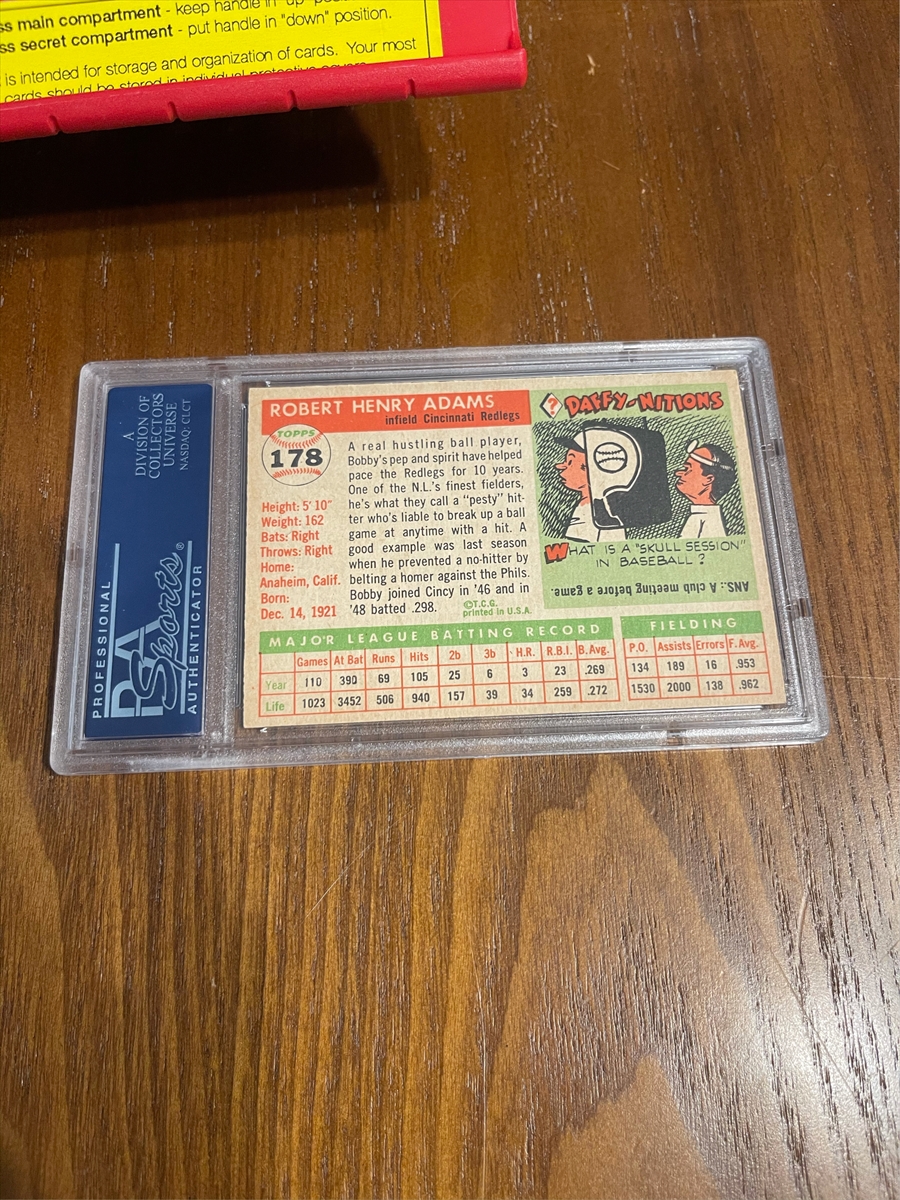 ss main compartment - keep handle in "up"
ss secret compartment - put handle in "down" position.
is intended for storage and organization of cards. Your most
cards should be stored in individual protective covers
A
DIVISION OF
COLLECTORS
UNIVERSE
NASDAQ: CLCT
PROFESSIONAL
PSA
Sports®
AUTHENTICATOR
ROBERT HENRY ADAMS
infield Cincinnati Redlegs
TOPPS
178
Height: 5' 10"
Weight: 162
Bats: Right
Throws: Right
Home:
Anaheim, Calif.
Born:
Dec. 14, 1921
A real hustling ball player,
Bobby's pep and spirit have helped
pace the Redlegs for 10 years.
One of the N.L.'s finest fielders,
he's what they call a "pesty" hit-
ter who's liable to break up a ball
game at anytime with a hit. A
good example was last season
when he prevented a no-hitter by
belting a homer against the Phils.
Bobby joined Cincy in '46 and in
'48 batted .298.
©T.C.G.
printed in U.S.A.
? DAFFY-NITIONS
WHAT IS A "SKULL SESSION"
IN BASEBALL?
ANS.: A club meeting before a game.
MAJOR LEAGUE BATTING RECORD
Games At Bat Runs Hits 2b 3b H.R. R.B.I. B.Avg.
Year 110 390 69 105 25 6 3 23 .269
Life 1023 3452 506 940 157 39 34 259 .272
FIELDING
P.O. Assists Errors F.Avg.
134 189 16 .953
1530 2000 138 .962